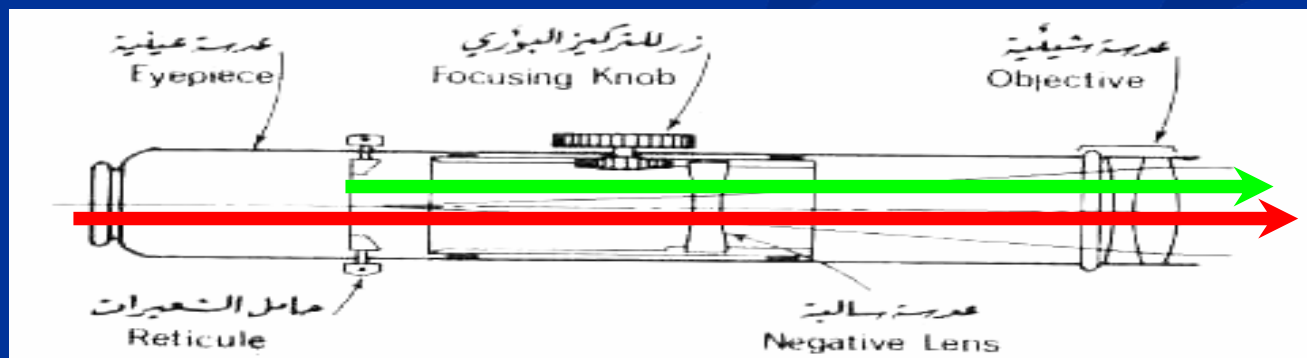 عدسة عينية
Eyepiece
زر للتركيز البؤري
Focusing Knob
عدسة شيئية
Objective
حامل الشعيرات
Reticule
عدسة سالبة
Negative Lens